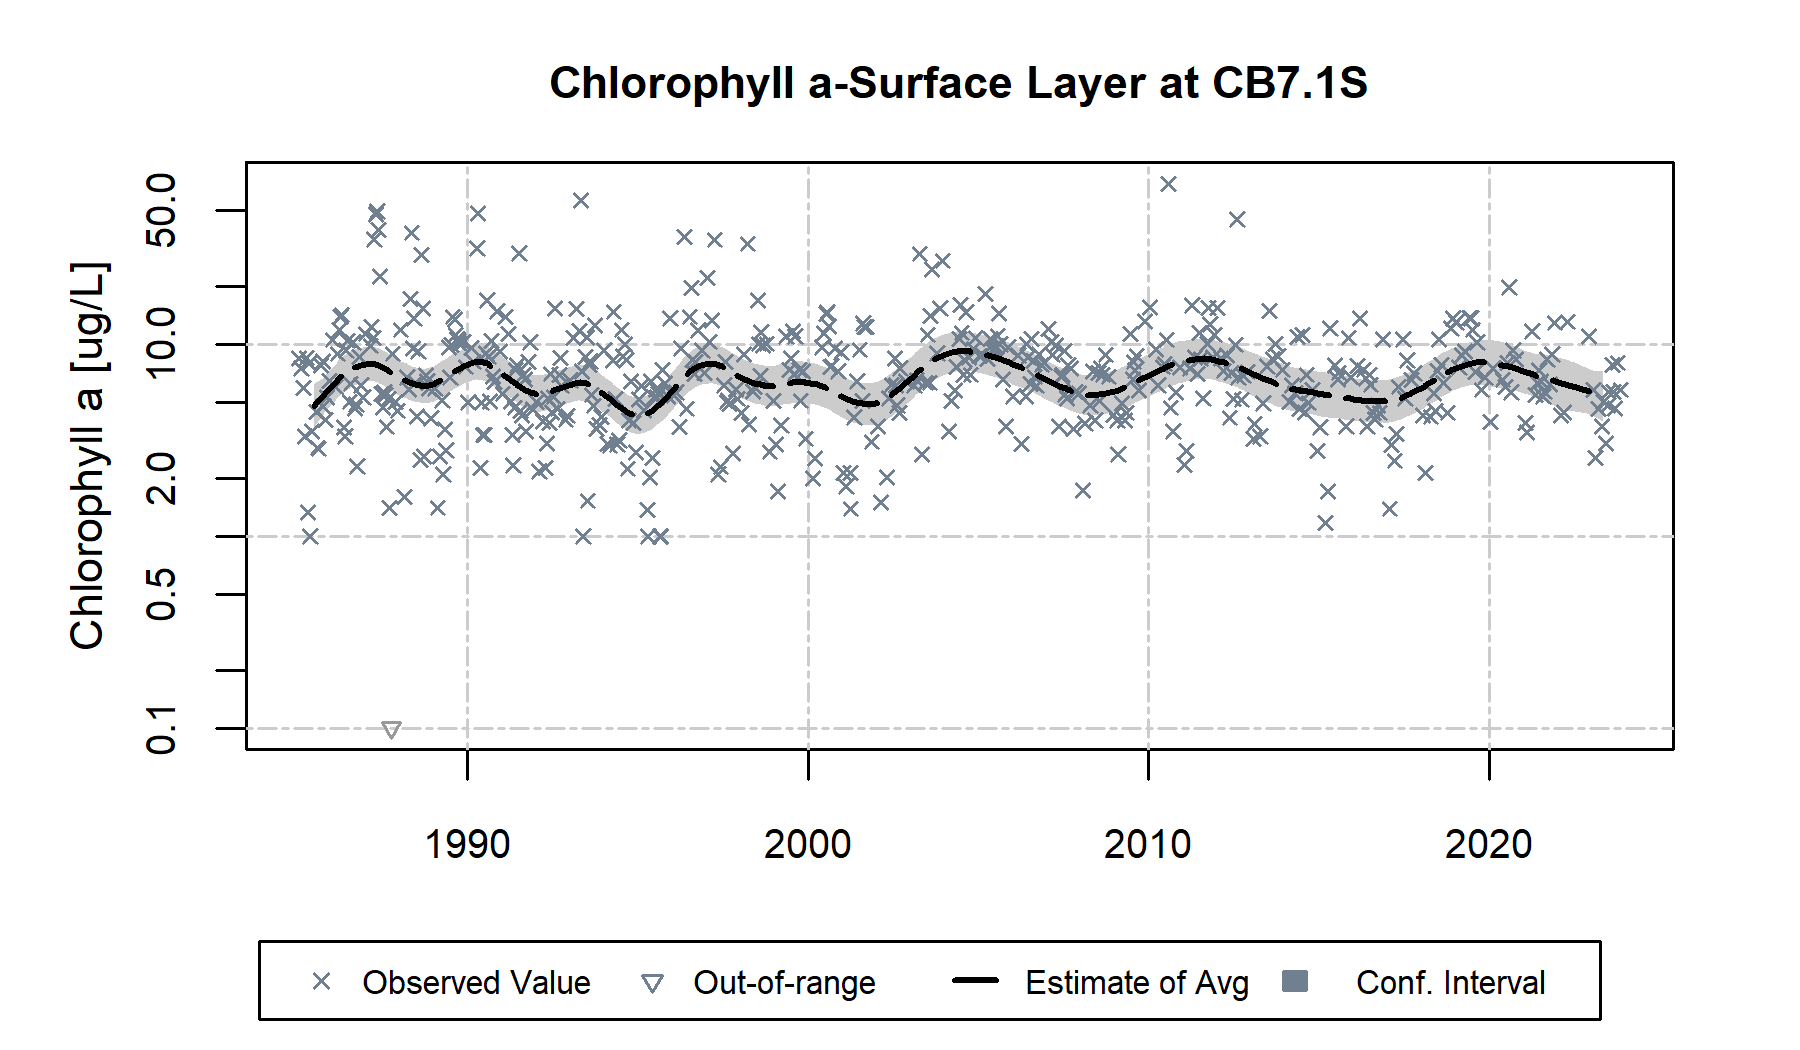 Chlorophyll a-Surface Layer at CB7.1S
Chlorophyll a [ug/L]
50.0
10.0
2.0
0.5
0.1
1990
2000
2010
2020
Observed Value
Out-of-range
Estimate of Avg
Conf. Interval